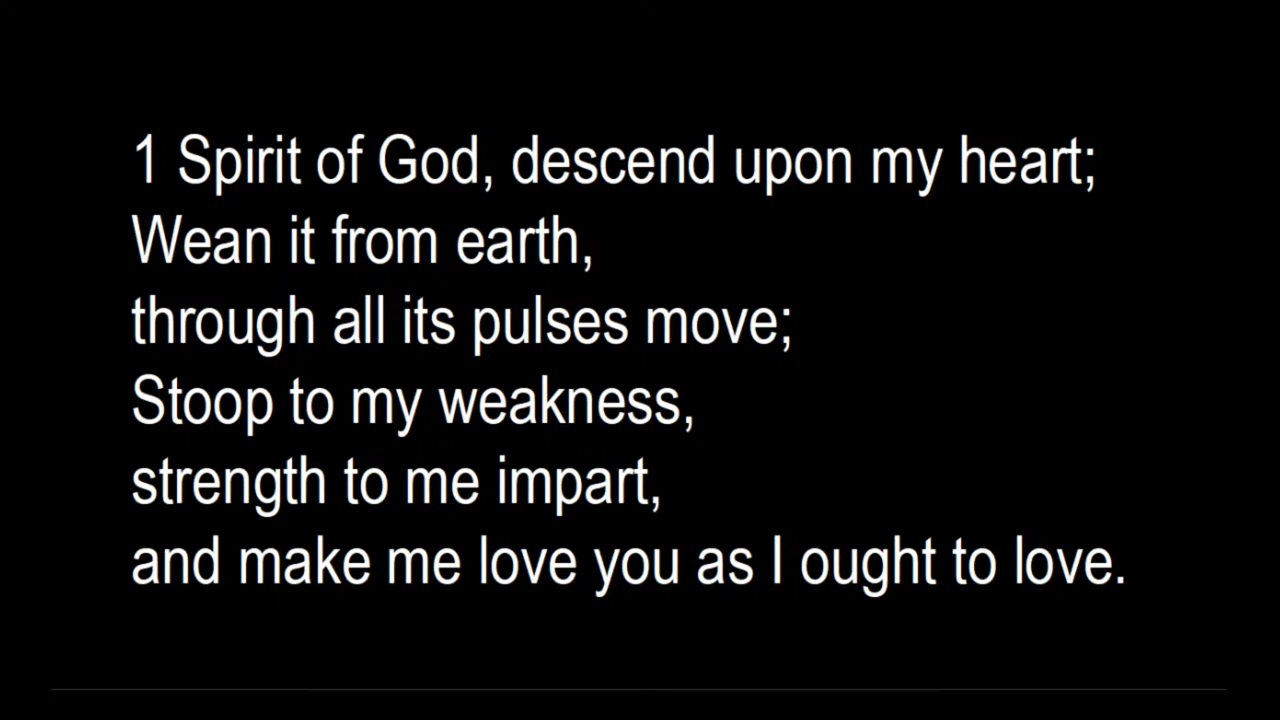 1 Spirit of God, descend upon my heart;
Wean it from earth,
through all its pulses move;
Stoop to my weakness,
strength to me impart,
and make me love you as I ought to love.